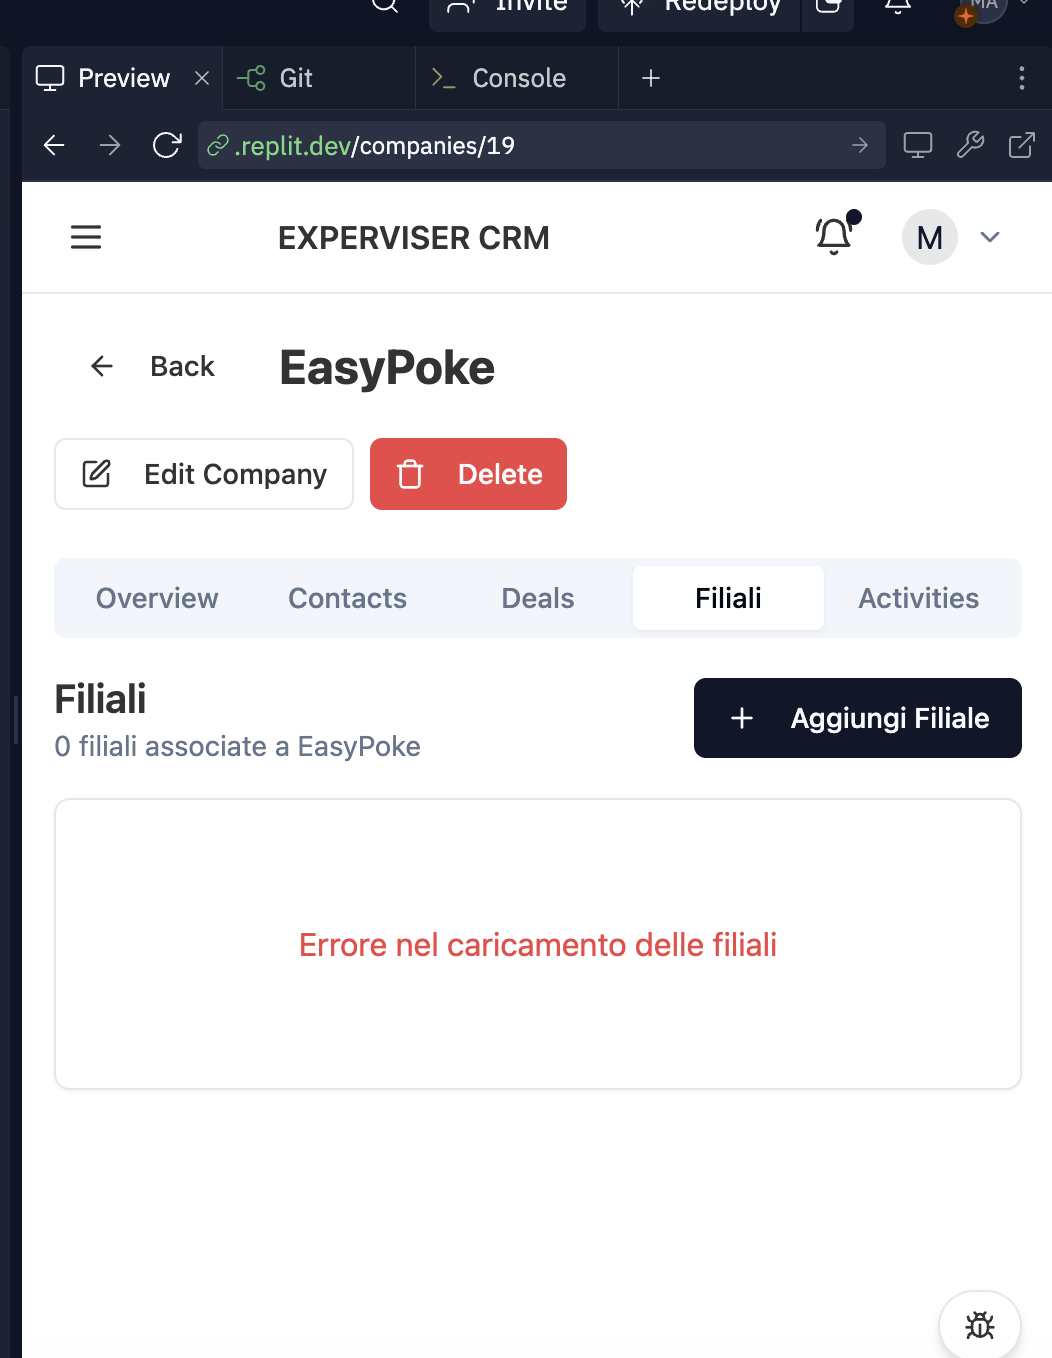 Invite
Redeploy
MA
Preview
Git
Console
.replit.dev/companies/19
EXPERVISER CRM
M
Back
EasyPoke
Edit Company
Delete
Overview
Contacts
Deals
Filiali
Activities
Filiali
0 filiali associate a EasyPoke
Aggiungi Filiale
Errore nel caricamento delle filiali